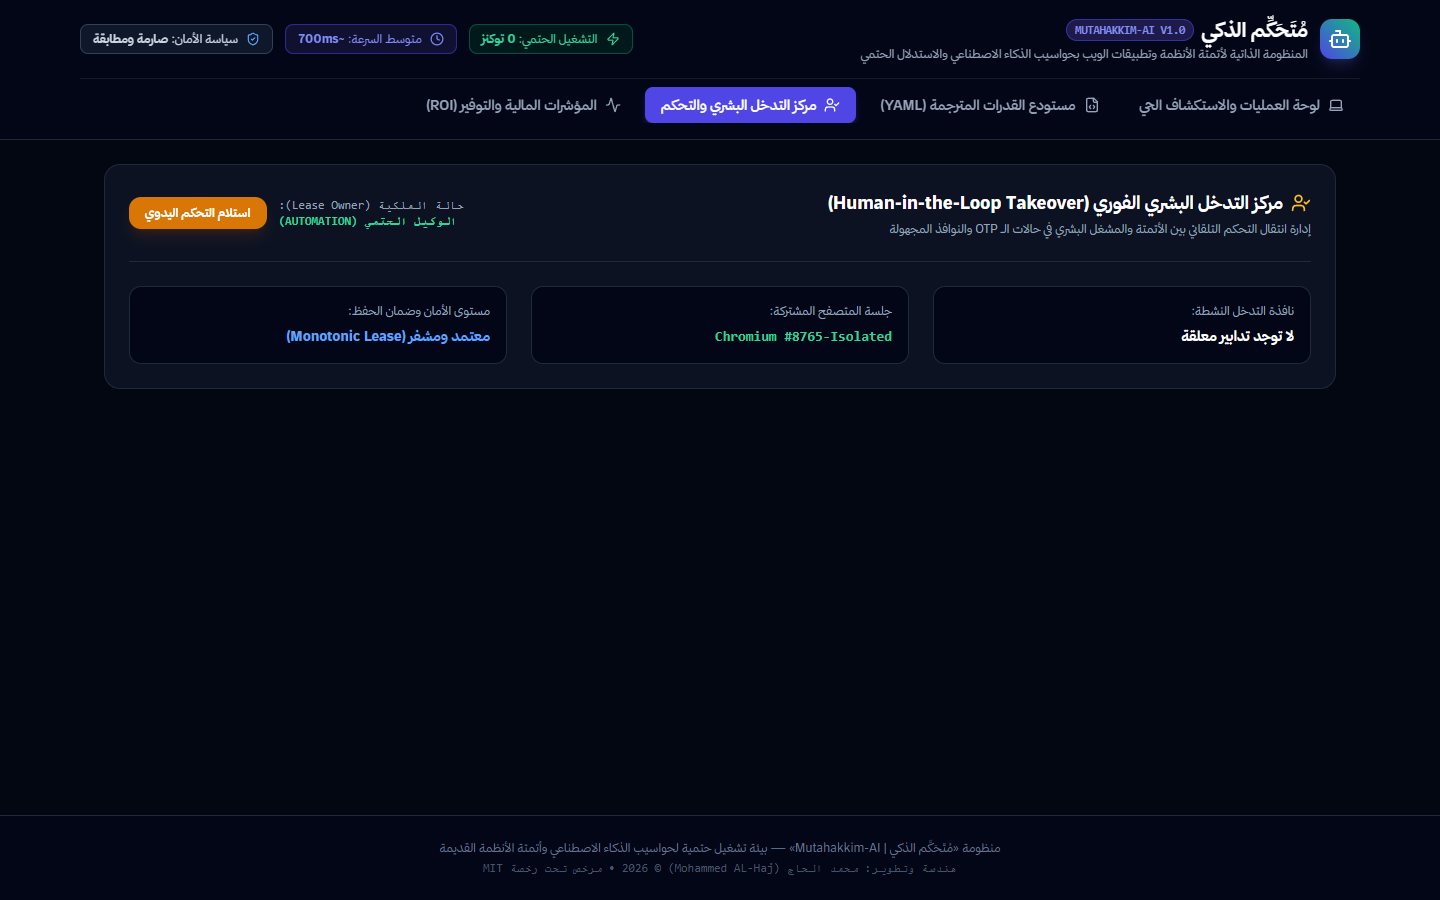 مُتَحَكِّم الذكي MUTAHAKKIM-AI V1.0
المنظومة الذاتية لأتمتة الأنظمة وتطبيقات الويب بحواسيب الذكاء الاصطناعي والاستدلال الحتمي
التشغيل الحتمي: 0 توكنز
متوسط السرعة: ~700ms
سياسة الأمان: صارمة ومطابقة
لوحة العمليات والاستكشاف الحي
مستودع القدرات المترجمة (YAML)
مركز التدخل البشري والتحكم
المؤشرات المالية والتوفير (ROI)
مركز التدخل البشري الفوري (Human-in-the-Loop Takeover)
إدارة انتقال التحكم التلقائي بين الأتمتة والمشغل البشري في حالات الـ OTP والنوافذ المجهولة
حالة الملكية (Lease Owner):
الوكيل الحتمي (AUTOMATION)
استلام التحكم اليدوي
نافذة التدخل النشطة:
لا توجد تدابير معلقة
جلسة المتصفح المشتركة:
Chromium #8765-Isolated
مستوى الأمان وضمان الحفظ:
معتمد ومشفر (Monotonic Lease)
منظومة «مُتَحَكِّم الذكي | Mutahakkim-AI» — بيئة تشغيل حتمية لحواسيب الذكاء الاصطناعي وأتمتة الأنظمة القديمة
هندسة وتطوير: محمد الحاج (Mohammed AL-Haj) © 2026 • مرخص تحت رخصة MIT